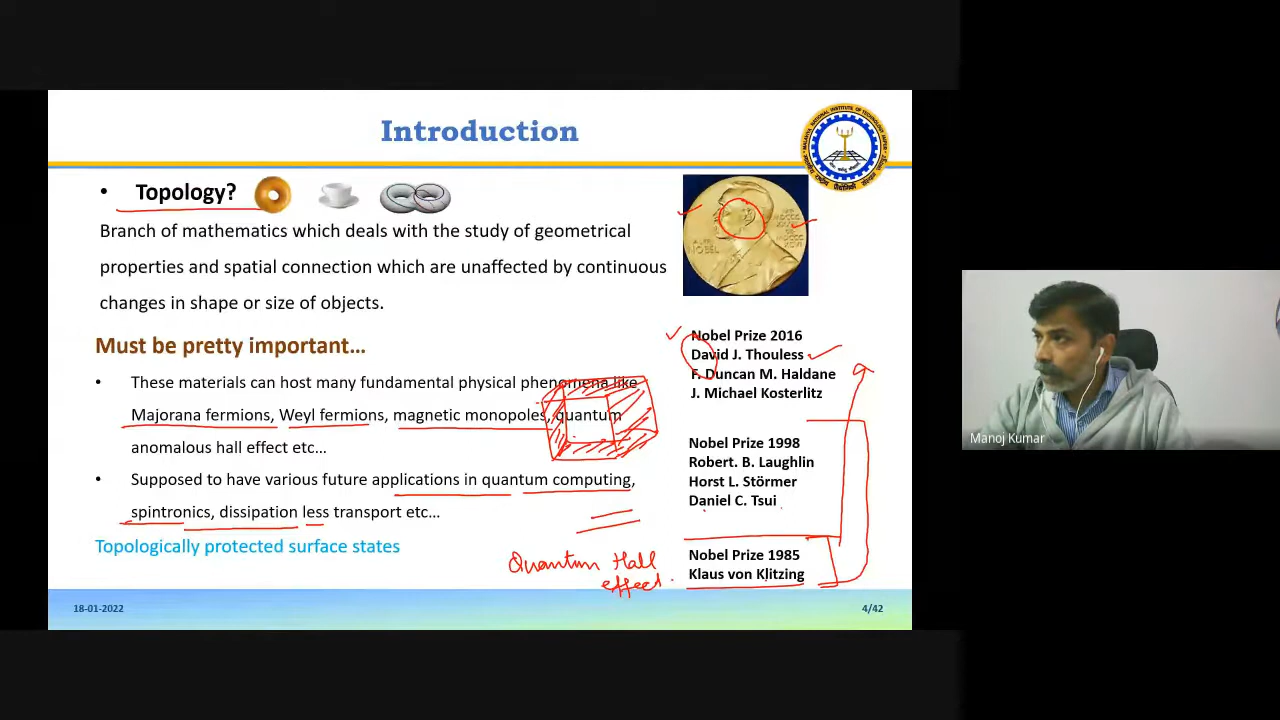 Introduction
• Topology?
Branch of mathematics which deals with the study of geometrical
properties and spatial connection which are unaffected by continuous
changes in shape or size of objects.
Must be pretty important…
• These materials can host many fundamental physical phenomena like
Majorana fermions, Weyl fermions, magnetic monopoles, quantum
anomalous hall effect etc…
• Supposed to have various future applications in quantum computing,
spintronics, dissipation less transport etc…
Topologically protected surface states
Quantum Hall
effect.
Nobel Prize 2016
David J. Thouless
F. Duncan M. Haldane
J. Michael Kosterlitz
Nobel Prize 1998
Robert. B. Laughlin
Horst L. Störmer
Daniel C. Tsui
Nobel Prize 1985
Klaus von Klitzing
18-01-2022
4/42
Manoj Kumar